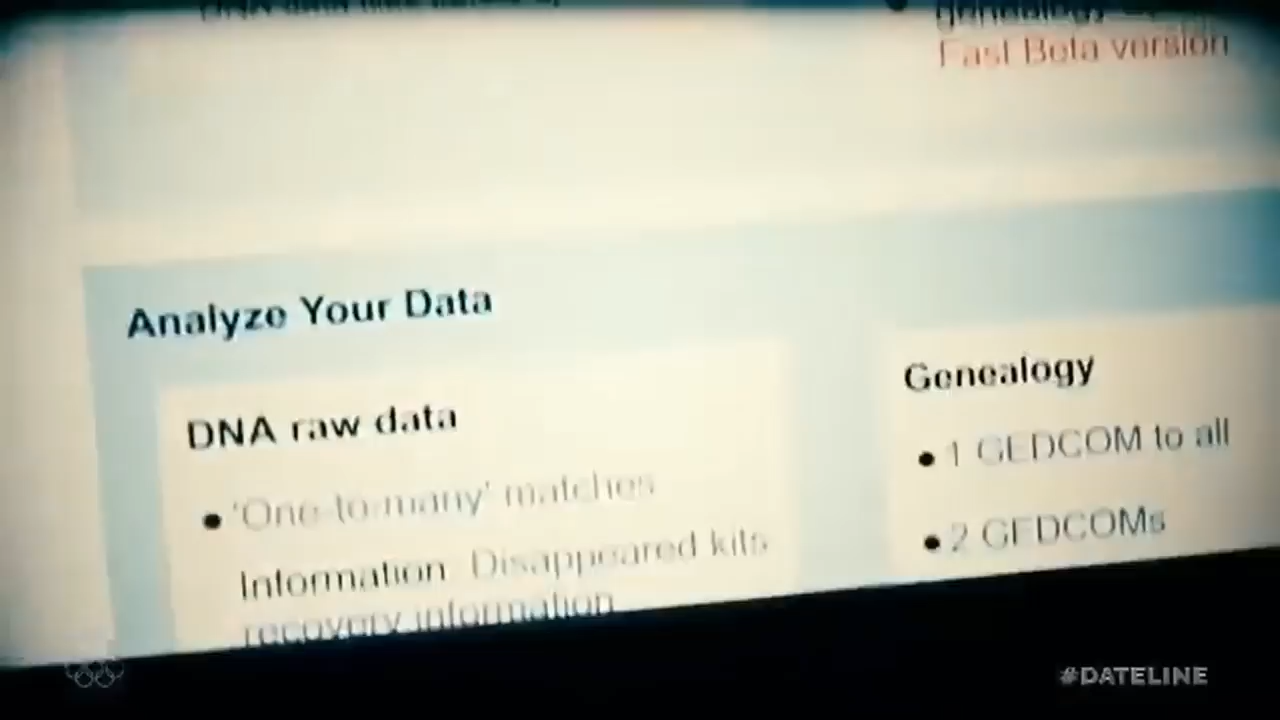 genealogy
Fast Beta version
Analyze Your Data
DNA raw data
'One-to-many' matches
Information Disappeared kits
recovery information
Genealogy
1 GEDCOM to all
2 GEDCOMs
#DATELINE